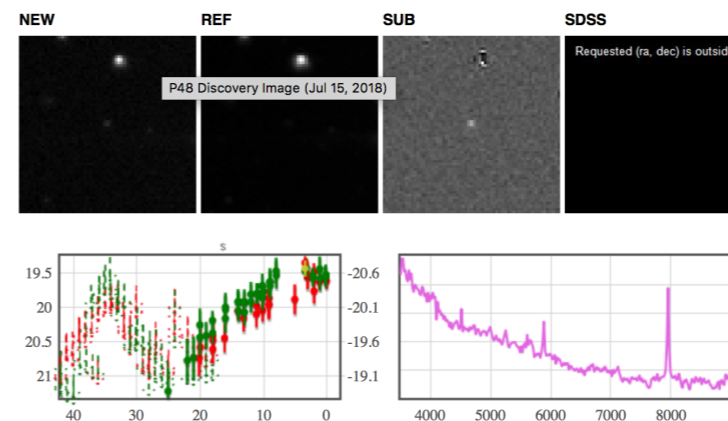 NEW REF SUB SDSS
Requested (ra, dec) is outsid
P48 Discovery Image (Jul 15, 2018)
s
19.5
20
20.5
21
-20.6
-20.1
-19.6
-19.1
40 30 20 10 0
4000 5000 6000 7000 8000